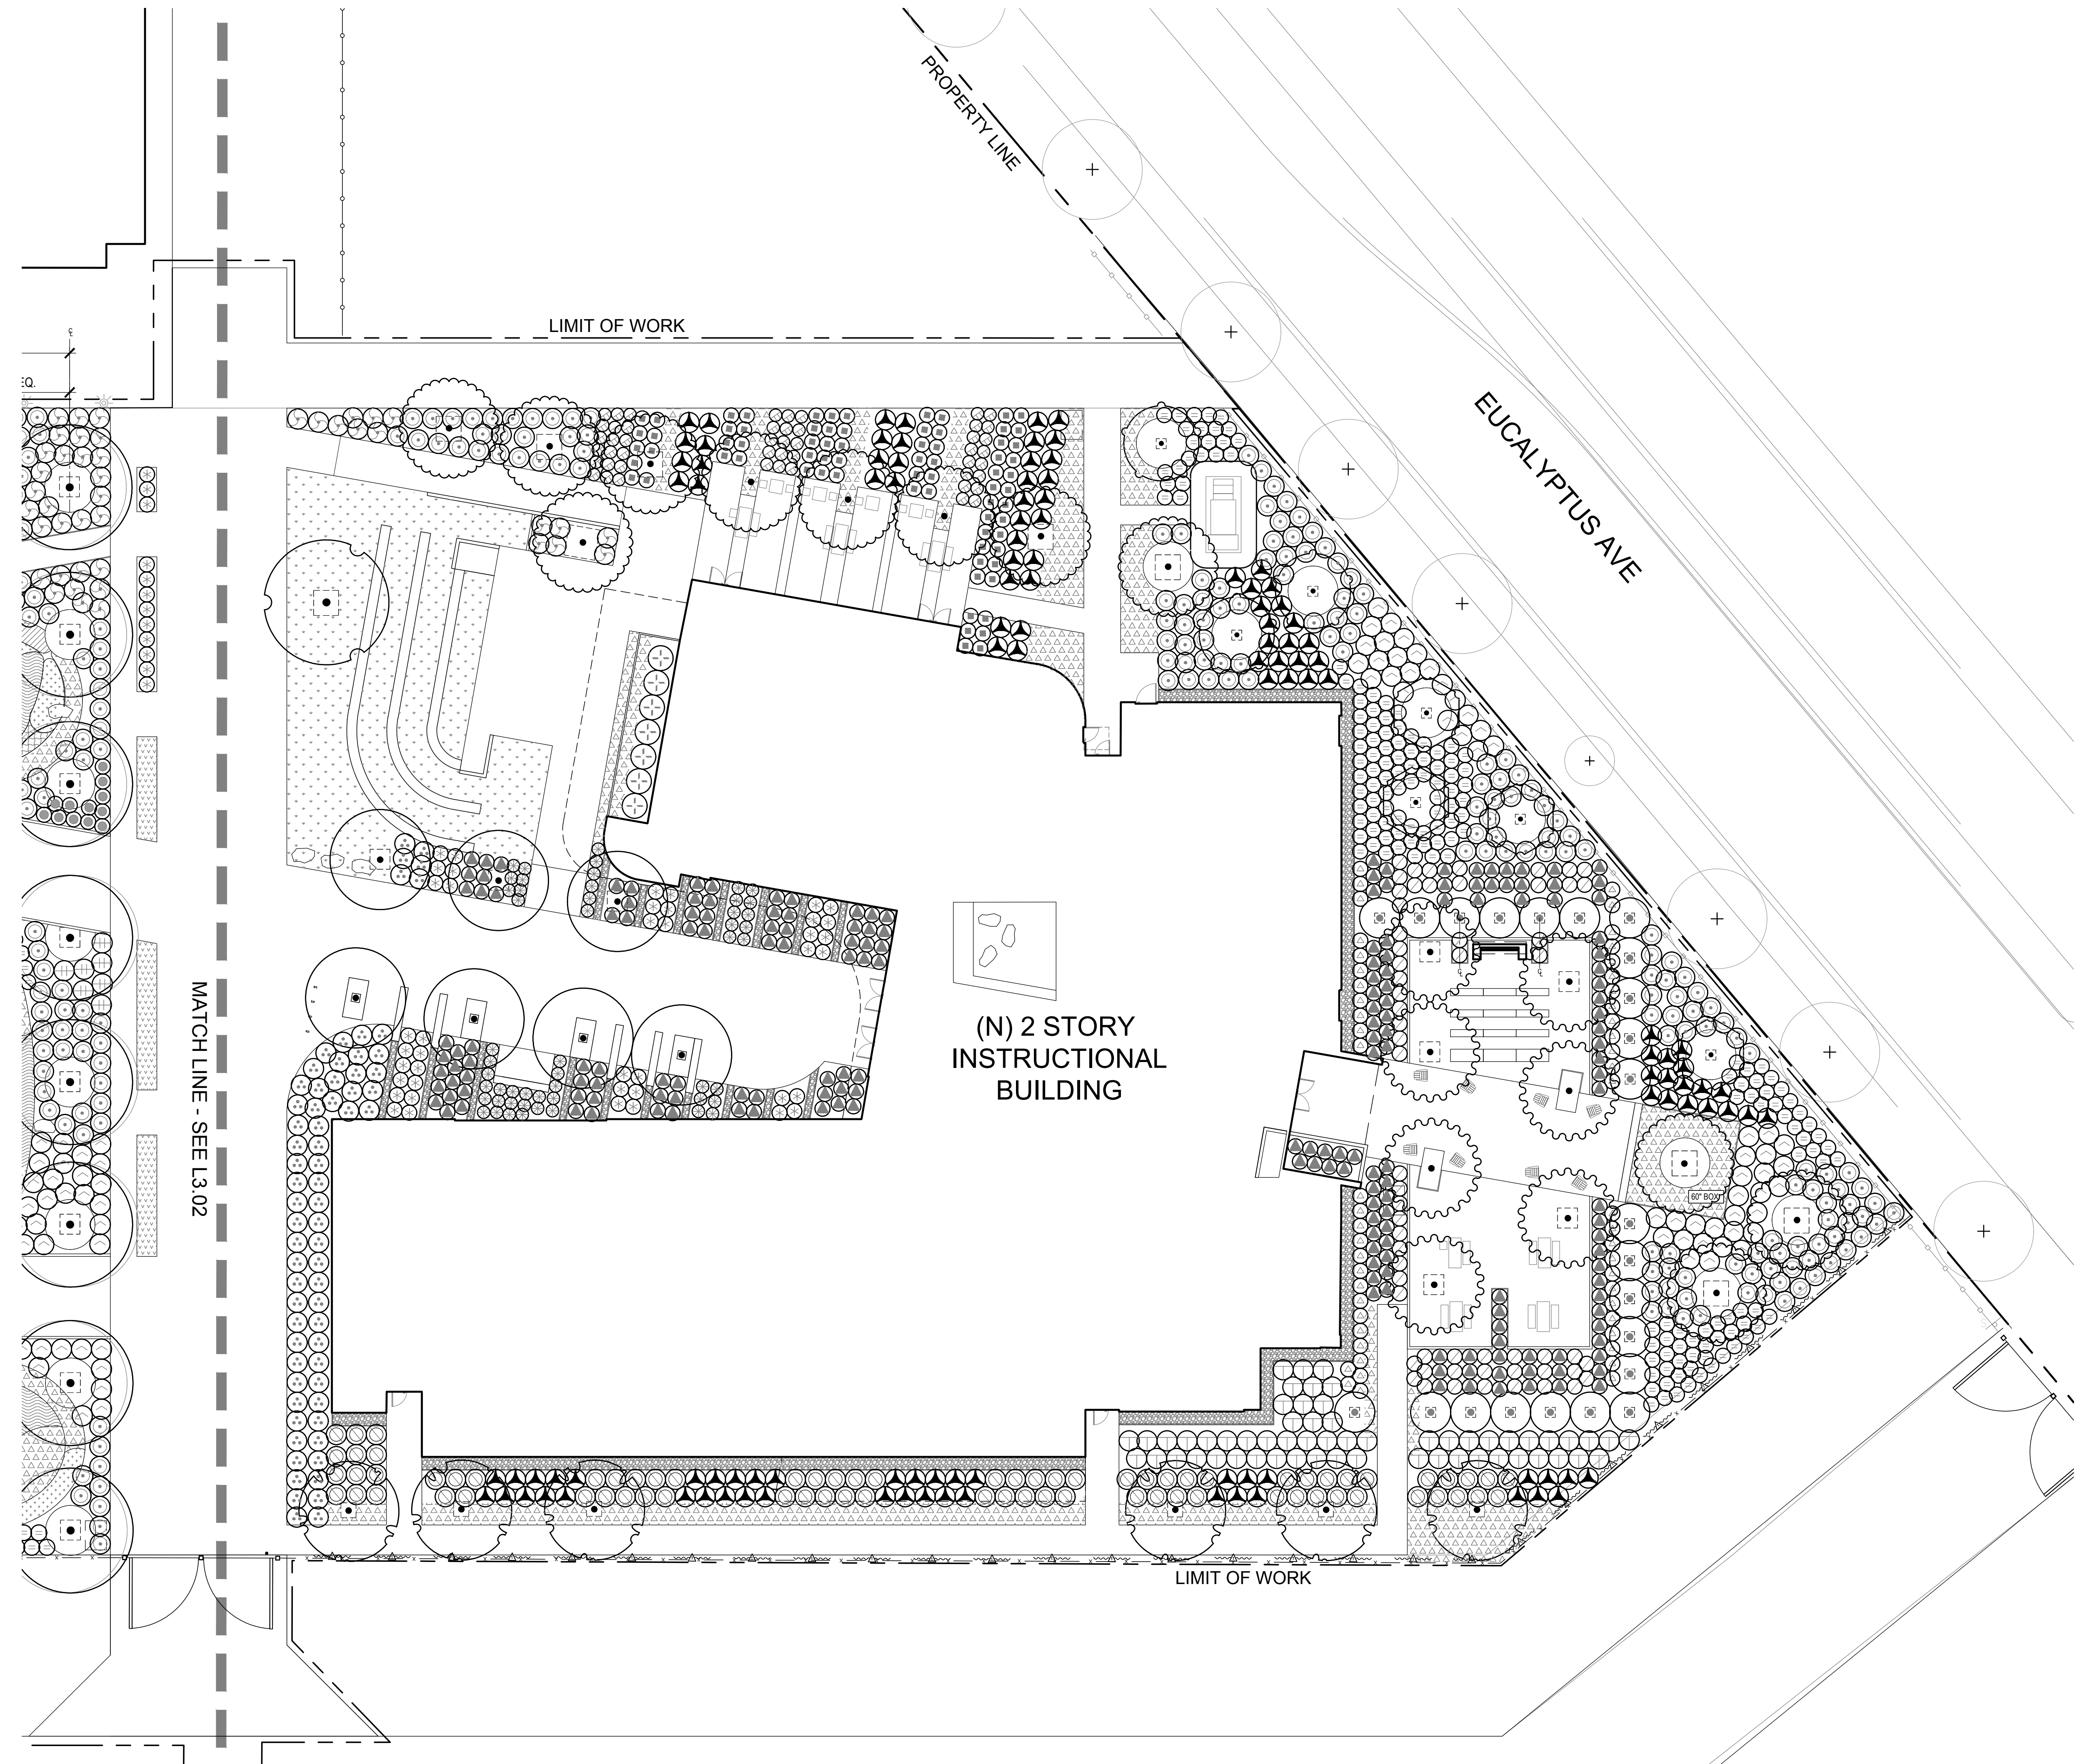 PROPERTY LINE
LIMIT OF WORK
EQ.
EUCALYPTUS AVE
MATCH LINE - SEE L3.02
(N) 2 STORY
INSTRUCTIONAL
BUILDING
60" BOX
LIMIT OF WORK